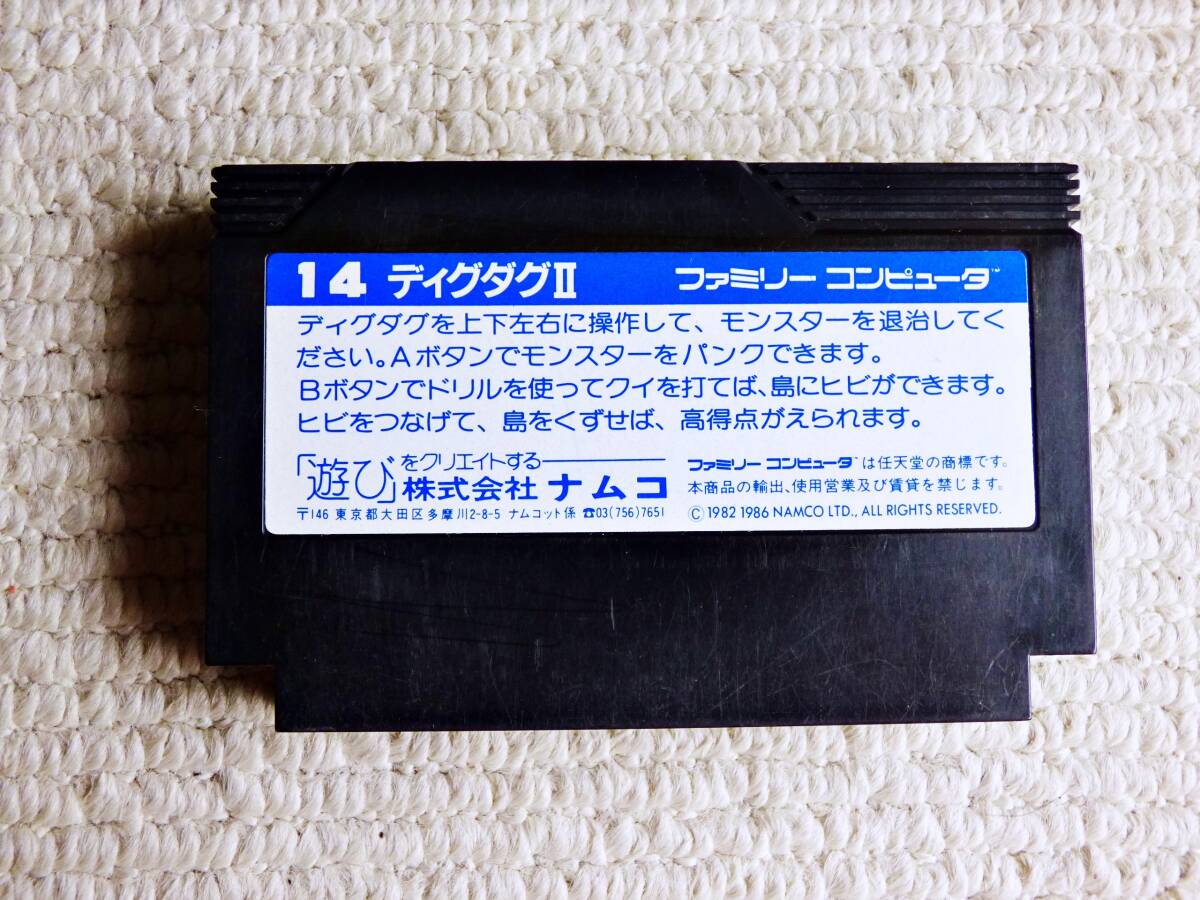 14 ディグダグII ファミリー コンピュータ™
ディグダグを上下左右に操作して、モンスターを退治してく
ださい。Aボタンでモンスターをパンクできます。
Bボタンでドリルを使ってクイを打てば、島にヒビができます。
ヒビをつなげて、島をくずせば、高得点がえられます。
「遊び」をクリエイトする
株式会社 ナムコ
〒146 東京都大田区多摩川2-8-5 ナムコット係 ☎03(756)7651
ファミリー コンピュータ™は任天堂の商標です。
本商品の輸出、使用営業及び賃貸を禁じます。
Ⓒ 1982 1986 NAMCO LTD., ALL RIGHTS RESERVED.